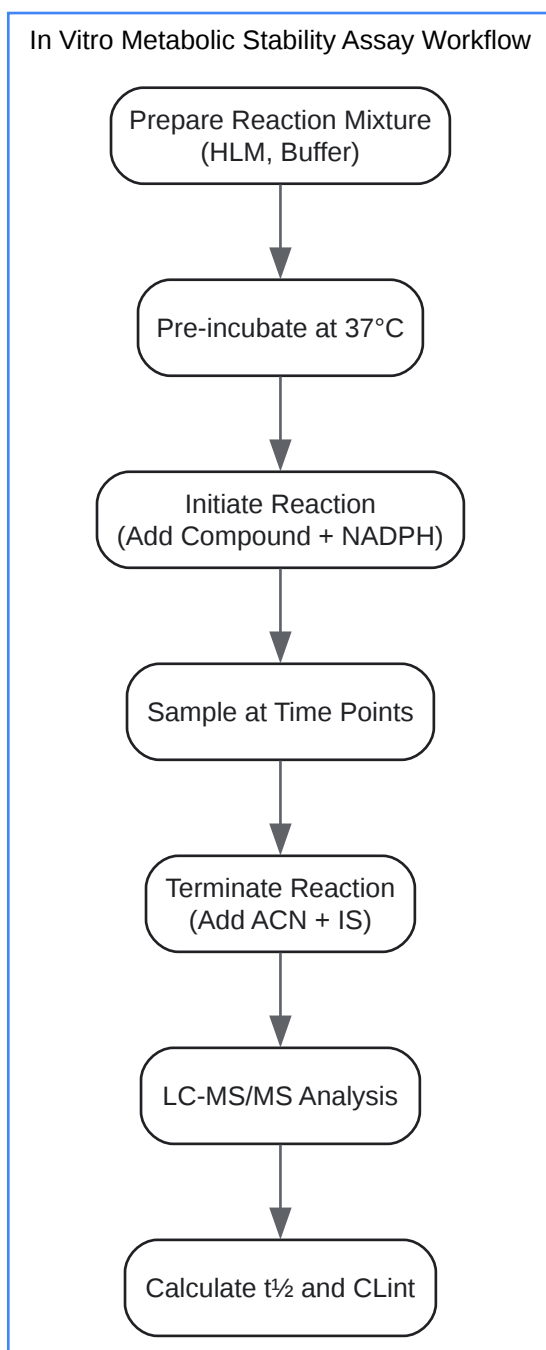 In Vitro Metabolic Stability Assay Workflow
Prepare Reaction Mixture
(HLM, Buffer)
Pre-incubate at 37°C
Initiate Reaction
(Add Compound + NADPH)
Sample at Time Points
Terminate Reaction
(Add ACN + IS)
LC-MS/MS Analysis
Calculate t½ and CLint